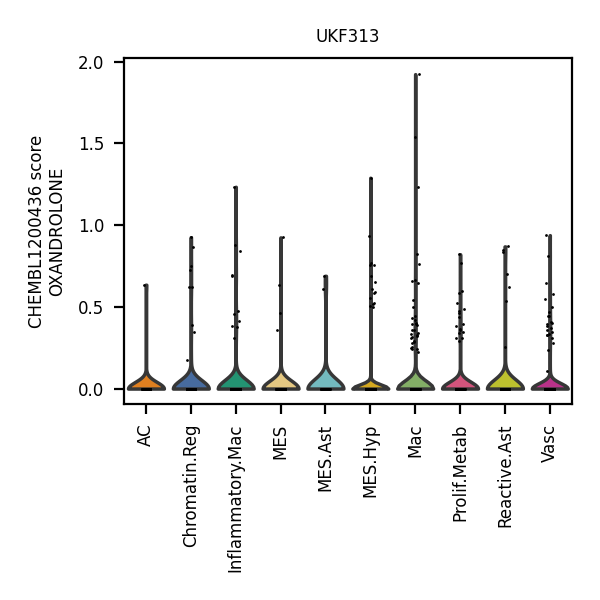 UKF313
CHEMBL1200436 score
OXANDROLONE
2.0
1.5
1.0
0.5
0.0
AC
Chromatin.Reg
Inflammatory.Mac
MES
MES.Ast
MES.Hyp
Mac
Prolif.Metab
Reactive.Ast
Vasc